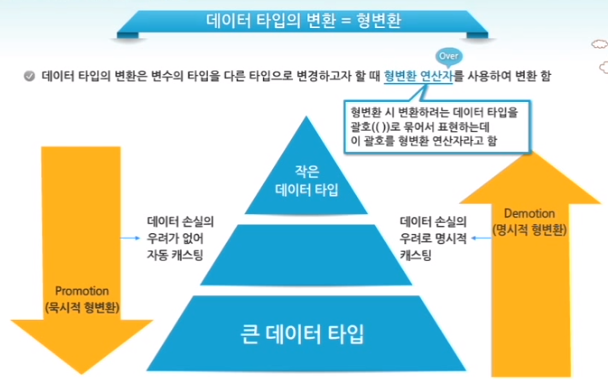 데이터 타입의 변환 = 형변환
Over
데이터 타입의 변환은 변수의 타입을 다른 타입으로 변경하고자 할 때 형변환 연산자를 사용하여 변환 함
형변환 시 변환하려는 데이터 타입을
괄호(( ))로 묶어서 표현하는데
이 괄호를 형변환 연산자라고 함
작은
데이터 타입
데이터 손실의
우려가 없어
자동 캐스팅
데이터 손실의
우려로 명시적
캐스팅
Demotion
(명시적 형변환)
Promotion
(묵시적 형변환)
큰 데이터 타입